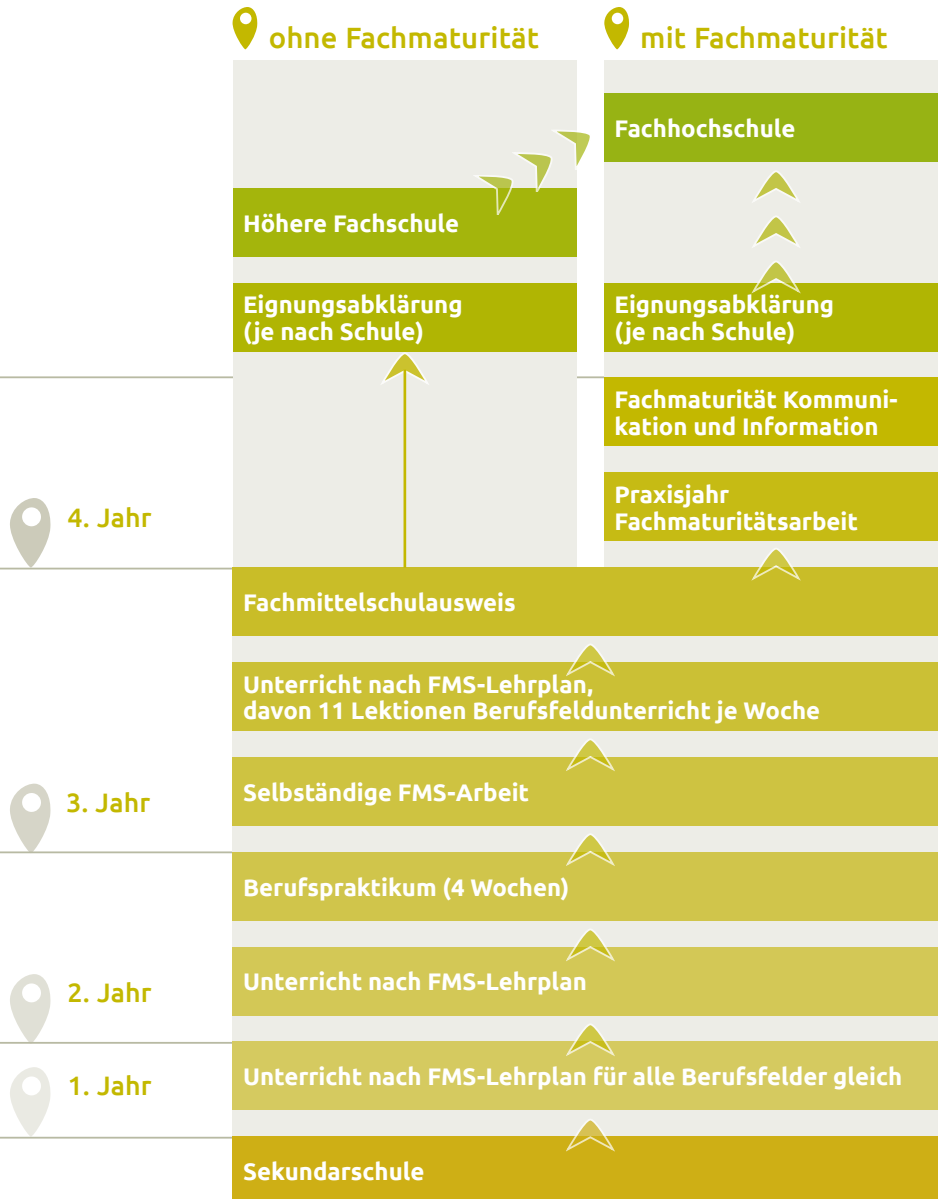 ohne Fachmaturität
mit Fachmaturität
Fachhochschule
Höhere Fachschule
Eignungsabklärung
(je nach Schule)
Eignungsabklärung
(je nach Schule)
Fachmaturität Kommuni-
kation und Information
4. Jahr
Praxisjahr
Fachmaturitätsarbeit
Fachmittelschulausweis
Unterricht nach FMS-Lehrplan,
davon 11 Lektionen Berufsfeldunterricht je Woche
3. Jahr
Selbständige FMS-Arbeit
Berufspraktikum (4 Wochen)
2. Jahr
Unterricht nach FMS-Lehrplan
1. Jahr
Unterricht nach FMS-Lehrplan für alle Berufsfelder gleich
Sekundarschule